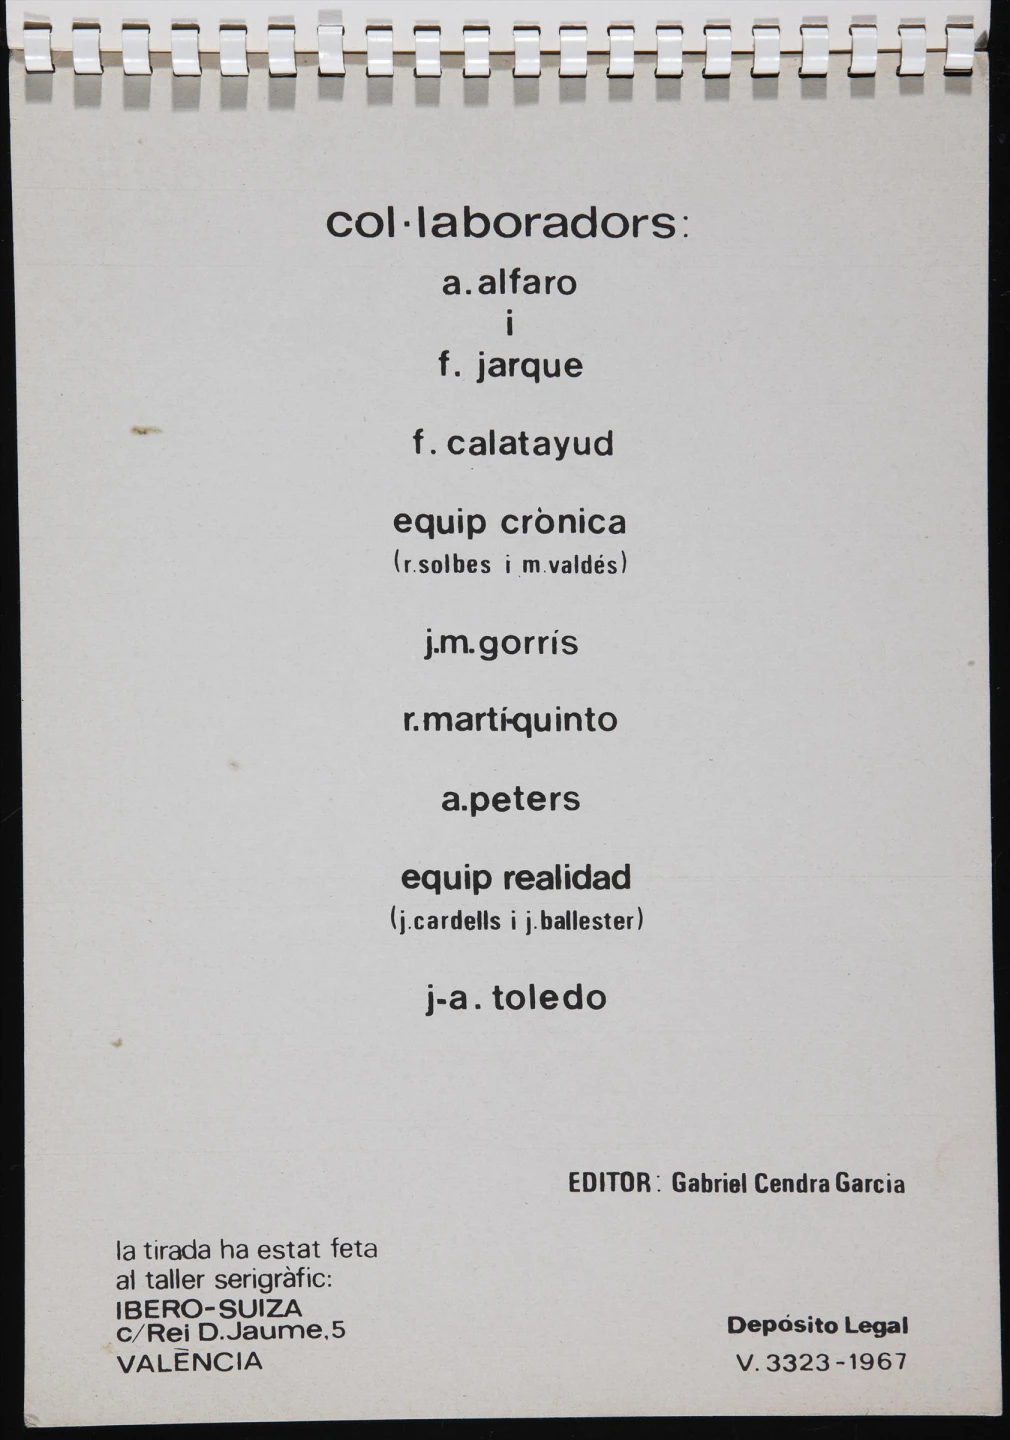 col·laboradors:
a.alfaro
i
f. jarque
f. calatayud
equip crònica
(r.solbes i m.valdés)
j.m.gorrís
r.martí-quinto
a.peters
equip realidad
(j.cardells i j.ballester)
j-a. toledo
EDITOR: Gabriel Cendra Garcia
la tirada ha estat feta
al taller serigràfic:
IBERO-SUIZA
c/Rei D.Jaume,5
VALÈNCIA
Depósito Legal
V. 3323-1967